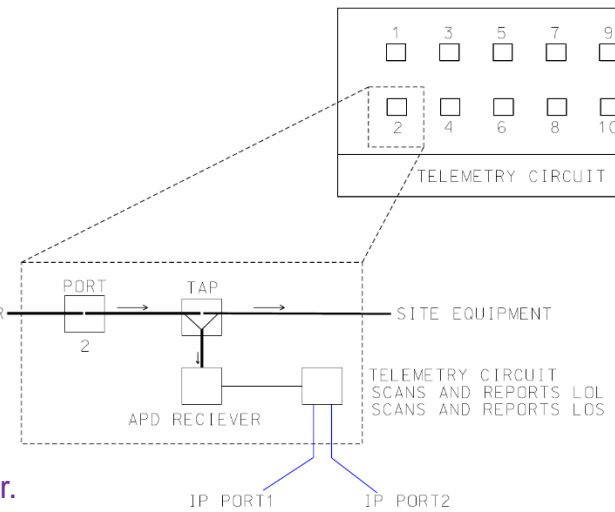 1 3 5 7 9
2 4 6 8 10
TELEMETRY CIRCUIT
PORT
TAP
R
SITE EQUIPMENT
2
TELEMETRY CIRCUIT
SCANS AND REPORTS LOL
SCANS AND REPORTS LOS
APD RECIEVER
r.
IP PORT1
IP PORT2